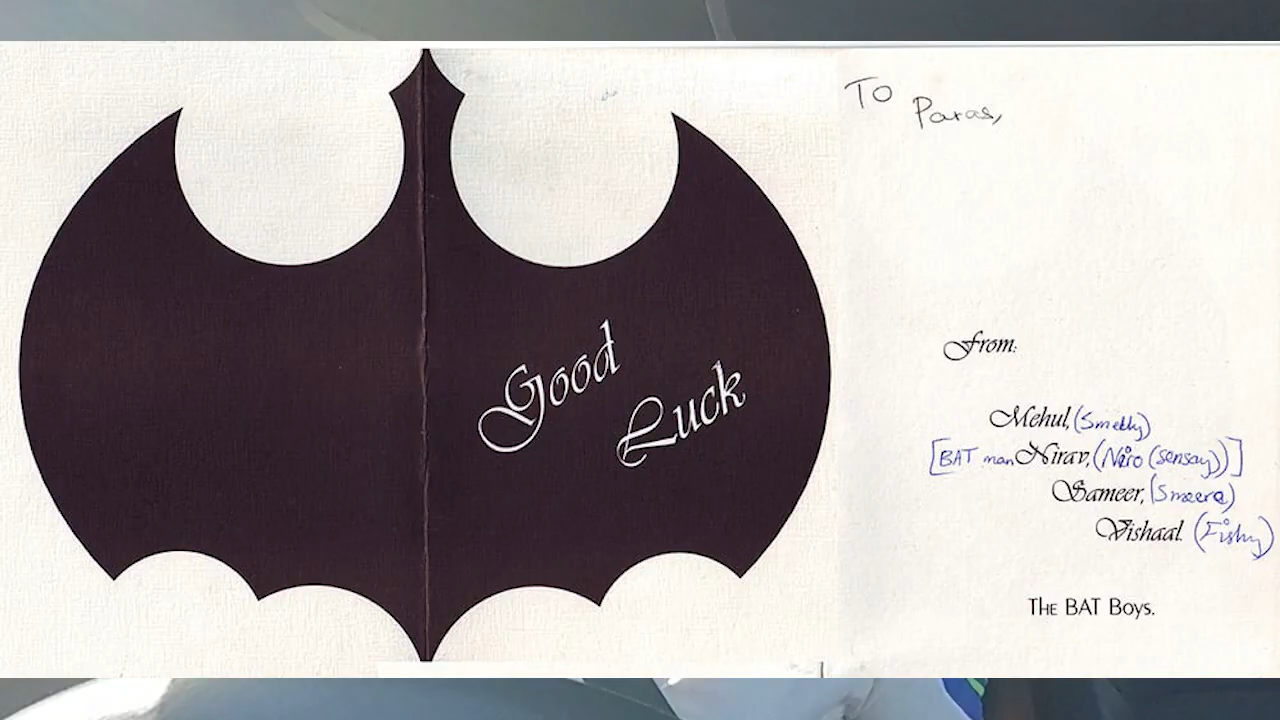 Good
Luck
To
Paras,
From:
Mehul, (Smelly)
[BAT man Nirav, (Niro (sensay))]
Sameer, (Smeera)
Vishaal. (Fishy)
The BAT Boys.